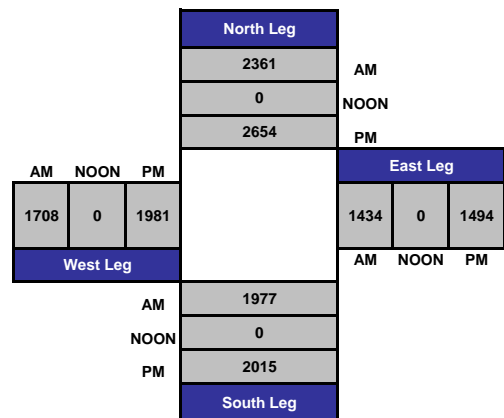 North Leg
2361
AM
0
NOON
2654
PM
AM NOON PM
East Leg
1708 0 1981
1434 0 1494
West Leg
AM NOON PM
AM
1977
NOON
0
PM
2015
South Leg